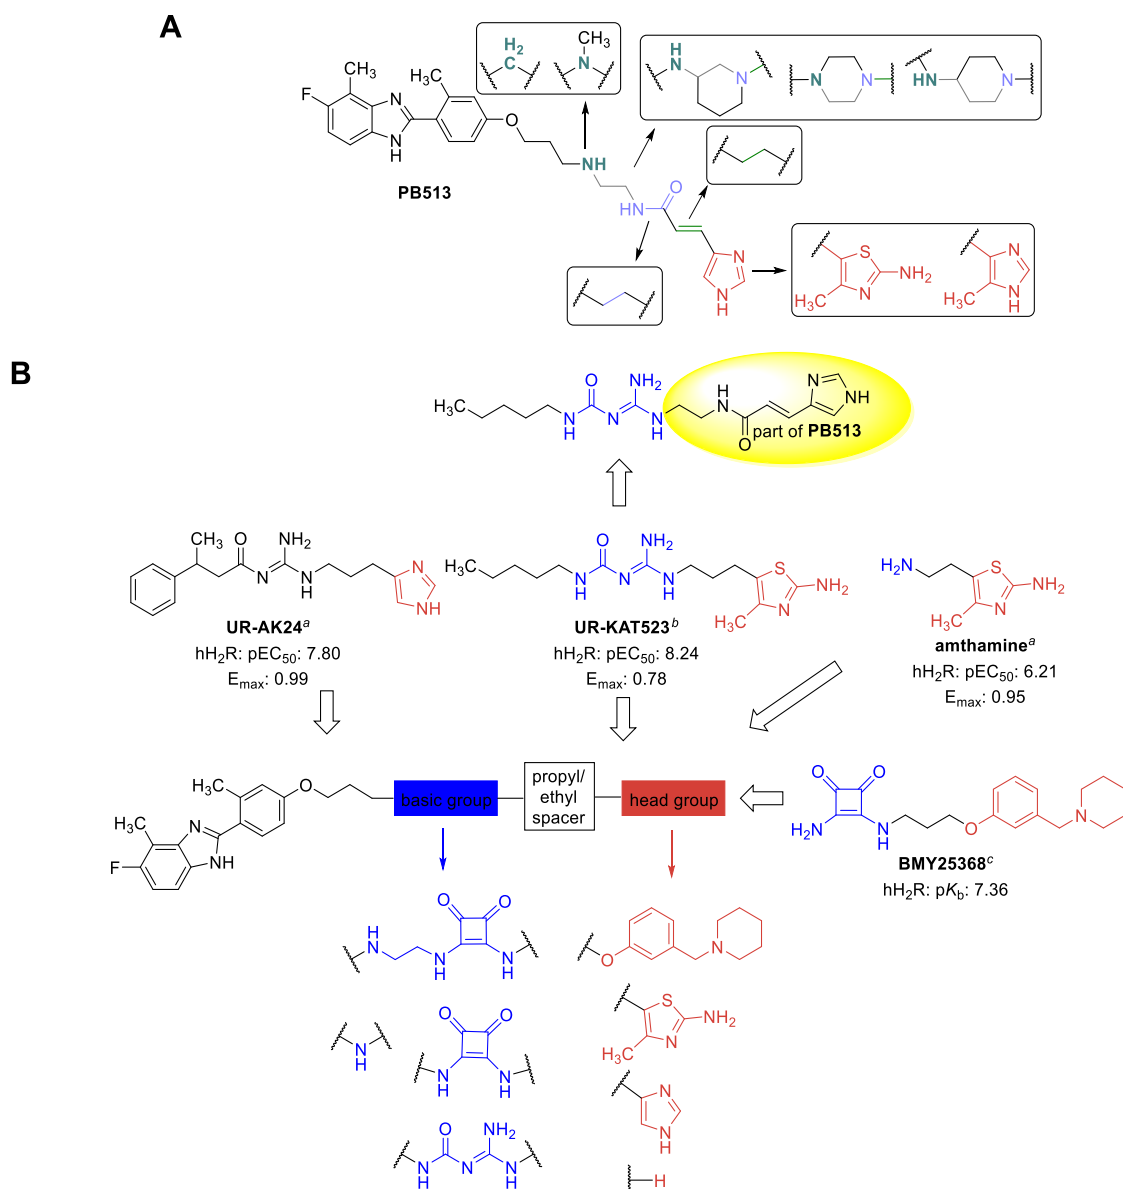 A
H2
C
CH3
N
H
N
N
N
N
HN
N
CH3
CH3
F
N
N
H
O
PB513
NH
HN
O
N
N
H
S
NH2
N
H3C
N
N
H
H3C
B
O
NH2
H3C
N
H
N
N
H
H
N
O
N
NH
part of PB513
CH3
O
NH2
N
N
H
N
NH
UR-AK24a
hH2R: pEC50: 7.80
Emax: 0.99
H3C
N
H
O
N
NH2
N
H
S
NH2
N
H3C
UR-KAT523b
hH2R: pEC50: 8.24
Emax: 0.78
H2N
S
NH2
N
H3C
amthaminea
hH2R: pEC50: 6.21
Emax: 0.95
H3C
O
H3C
N
NH
F
basic group
propyl/
ethyl
spacer
head group
O
O
H2N
N
H
O
N
BMY25368c
hH2R: pKb: 7.36
O
O
H
N
N
H
N
H
O
N
S
NH2
N
H3C
N
H
O
O
N
H
N
H
N
N
H
O
NH2
N
H
N
N
H
H